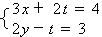 3x + 2t = 4
2y − t = 3